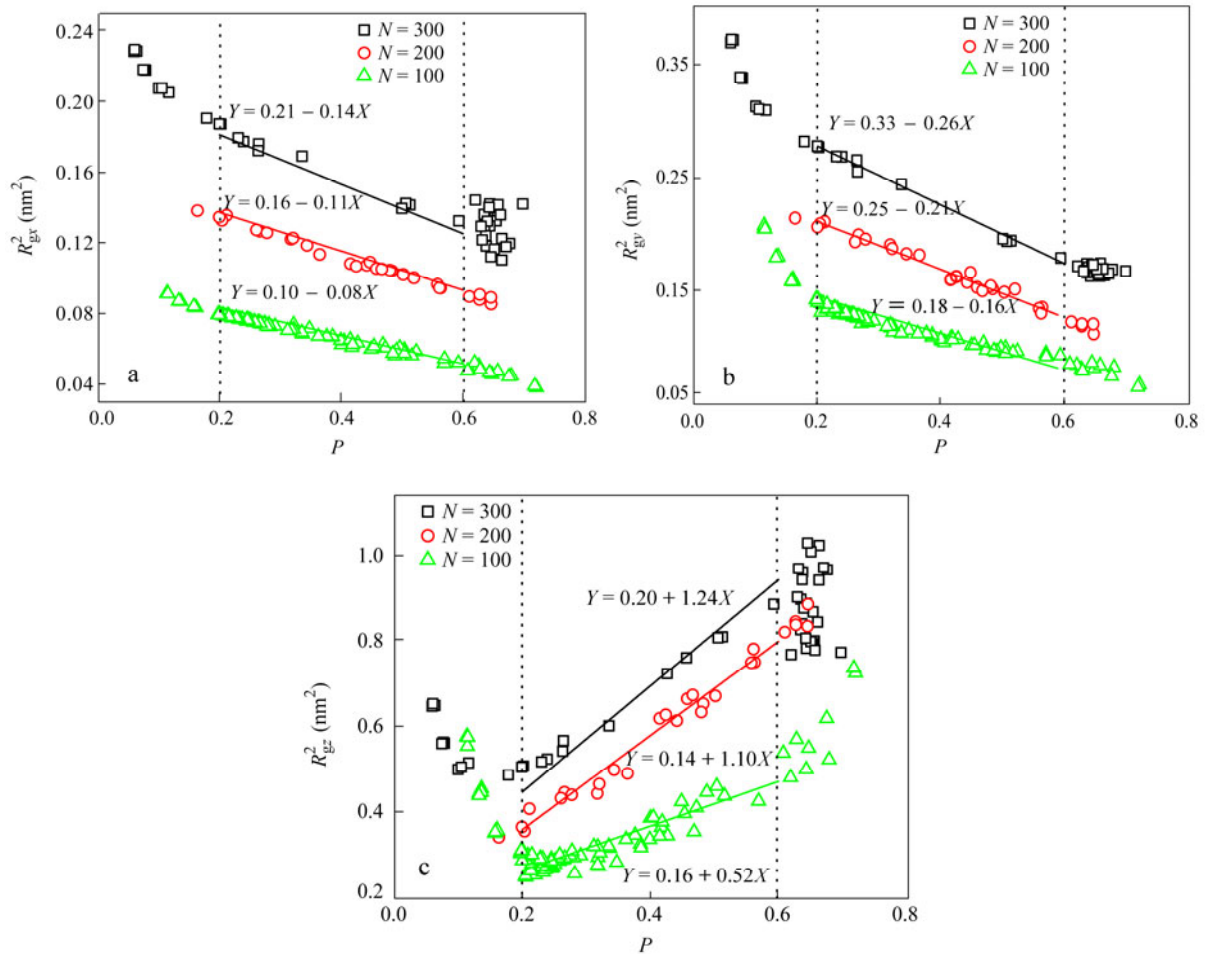 0.24
0.20
0.16
0.12
0.08
0.04
R²gx (nm²)
N = 300
N = 200
N = 100
Y = 0.21 − 0.14X
Y = 0.16 − 0.11X
Y = 0.10 − 0.08X
a
0.0 0.2 0.4 0.6 0.8
P
0.35
0.25
0.15
0.05
R²gy (nm²)
N = 300
N = 200
N = 100
Y = 0.33 − 0.26X
Y = 0.25 − 0.21X
Y = 0.18 − 0.16X
b
0.0 0.2 0.4 0.6 0.8
P
1.0
0.8
0.6
0.4
0.2
R²gz (nm²)
N = 300
N = 200
N = 100
Y = 0.20 + 1.24X
Y = 0.14 + 1.10X
Y = 0.16 + 0.52X
c
0.0 0.2 0.4 0.6 0.8
P